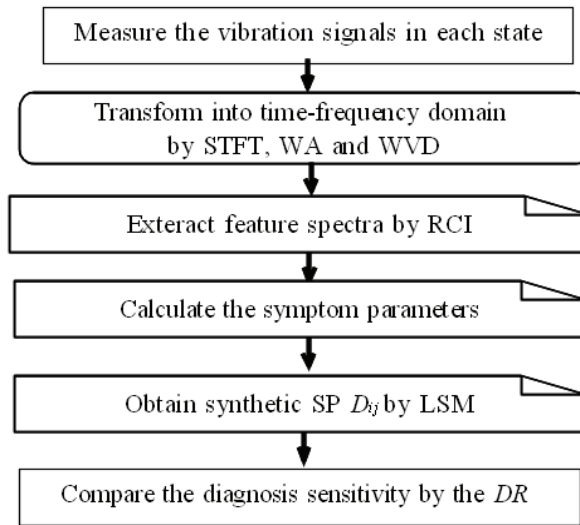 Measure the vibration signals in each state
Transform into time-frequency domain
by STFT, WA and WVD
Exteract feature spectra by RCI
Calculate the symptom parameters
Obtain synthetic SP Dij by LSM
Compare the diagnosis sensitivity by the DR